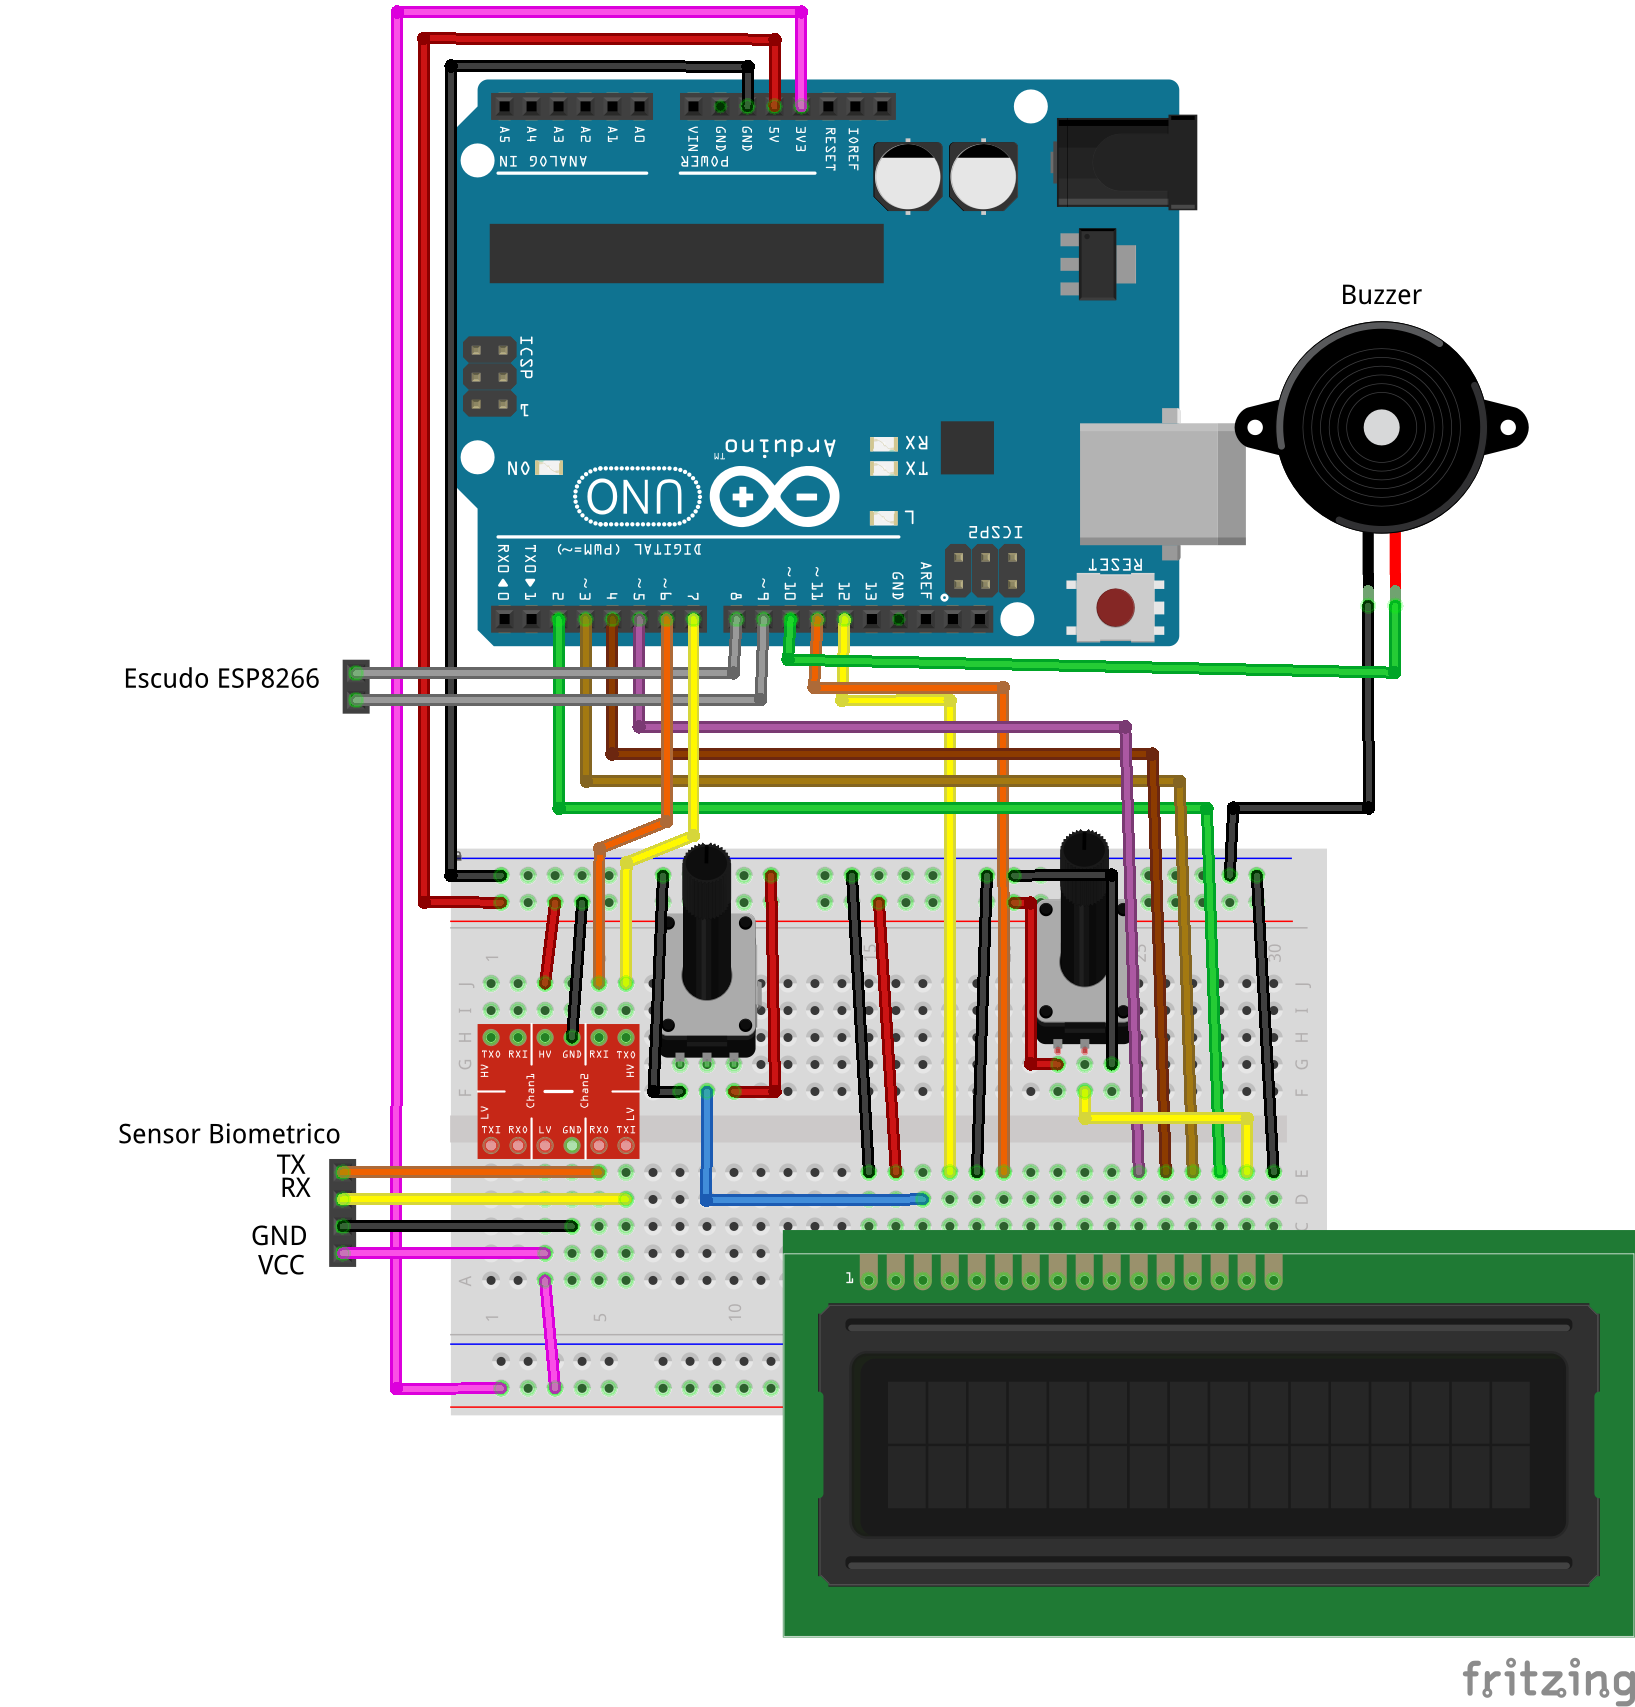 A5 A4 A3 A2 A1 A0
VIN GND GND 5V 3V3 RESET IOREF
ANALOG IN
POWER
Buzzer
ICSP
1
Arduino
TM
ON
UNO
RX
TX
L
ICSP2
DIGITAL (PWM=~)
RESET
RX0 TX0 2 ~3 4 ~5 ~6 7 8 ~9 ~10 ~11 12 13 GND AREF
Escudo ESP8266
1 15 25 30
J J
I I
H H
G G
F F
TXO RXI HV GND RXI TXO
HV HV
Chan1 Chan2
LV LV
TXI RXO LV GND RXO TXI
Sensor Biometrico
TX
RX
GND
VCC
E
D
C
A
1 5 10
1
fritzing